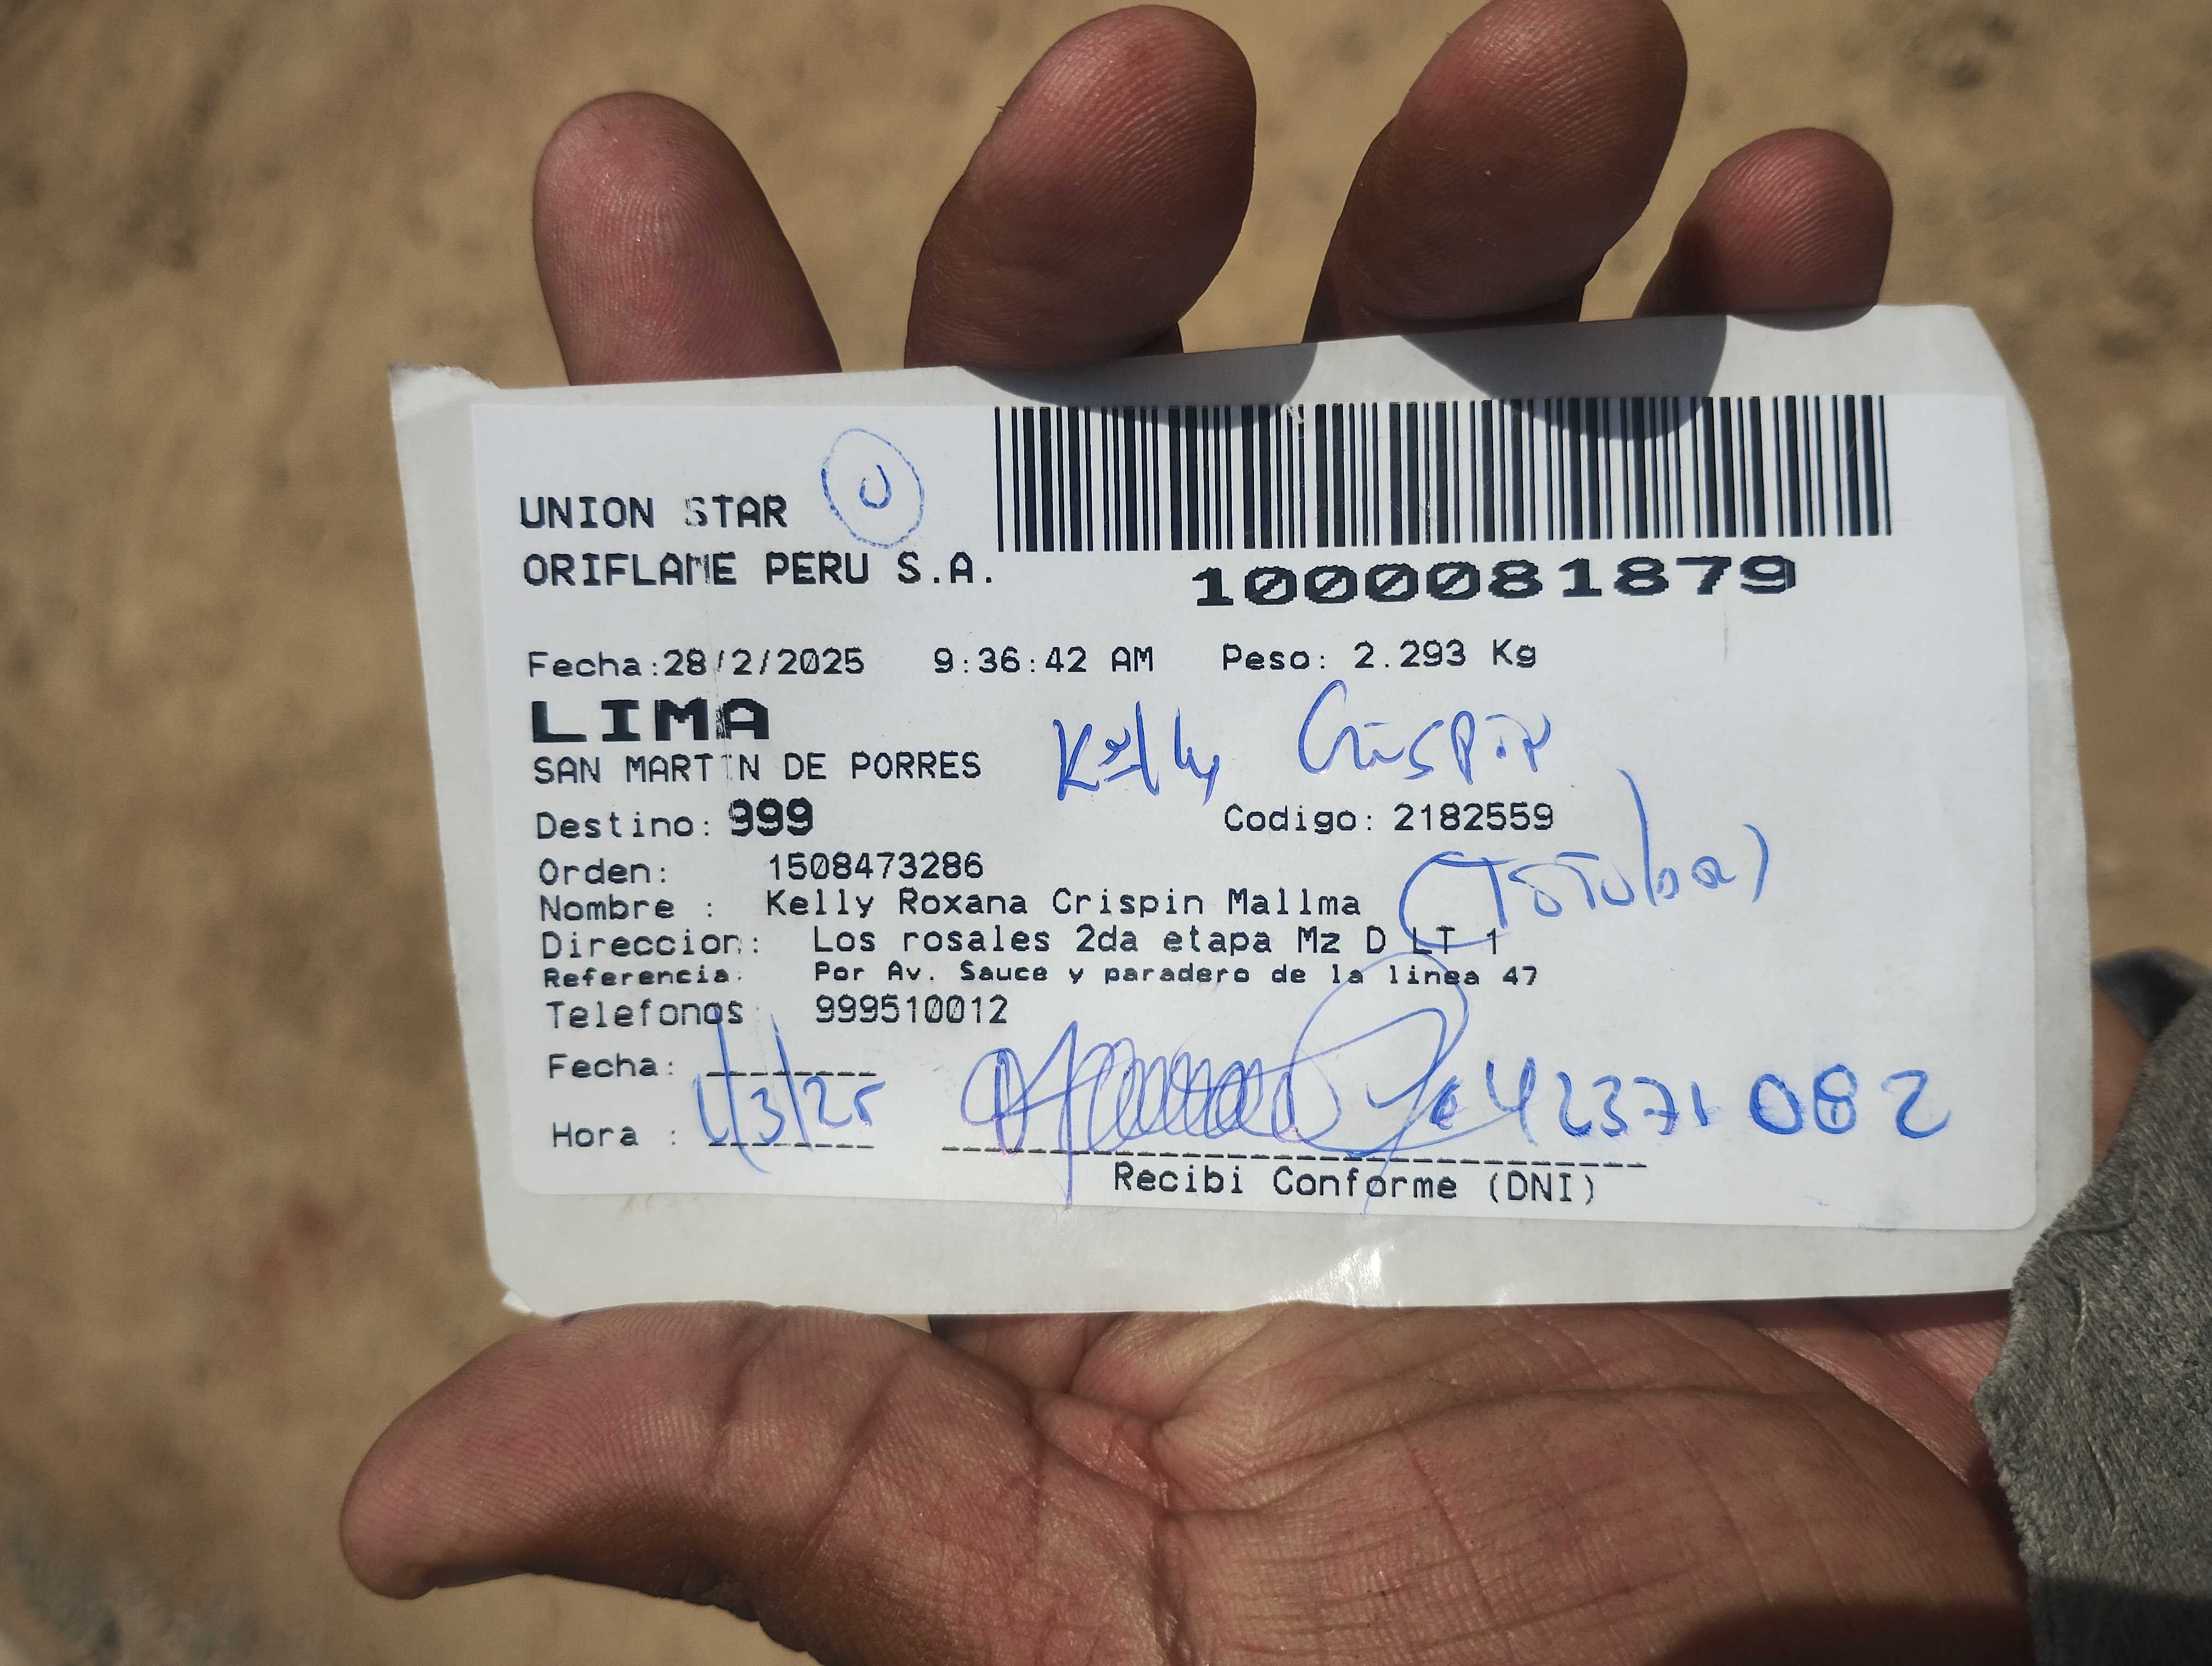 UNION STAR
ORIFLAME PERU S.A.
1000081879
Fecha:28/2/2025 9:36:42 AM Peso: 2.293 Kg
LIMA
SAN MARTIN DE PORRES
Kelly Crispin
Destino: 999 Codigo: 2182559
Orden: 1508473286
(Titular)
Nombre : Kelly Roxana Crispin Mallma
Direccion: Los rosales 2da etapa Mz D LT 1
Referencia: Por Av. Sauce y paradero de la linea 47
Telefonos: 999510012
Fecha:
1/3/25 42371082
Hora :
Recibi Conforme (DNI)